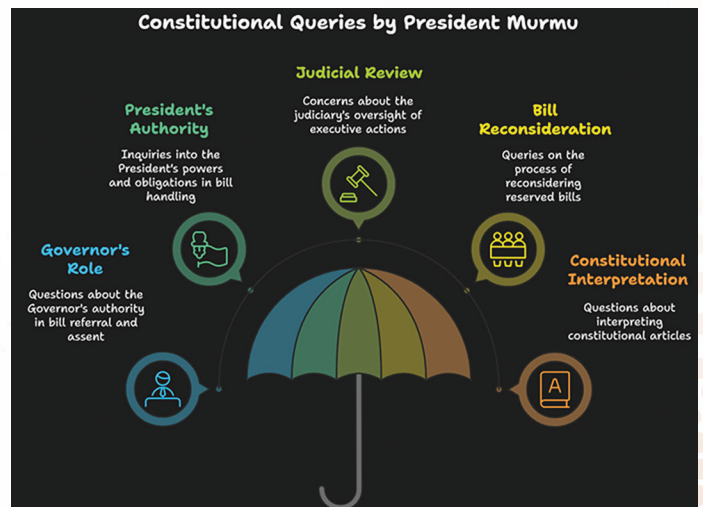 Constitutional Queries by President Murmu
Judicial Review
Concerns about the
judiciary's oversight of
executive actions
President's
Authority
Inquiries into the
President's powers
and obligations in bill
handling
Bill
Reconsideration
Queries on the
process of
reconsidering
reserved bills
Governor's
Role
Questions about the
Governor's authority
in bill referral and
assent
Constitutional
Interpretation
Questions about
interpreting
constitutional articles
A